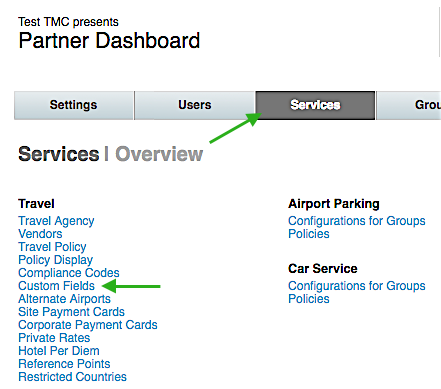 Test TMC presents
Partner Dashboard
Settings
Users
Services
Grou
Services | Overview
Travel
Travel Agency
Vendors
Travel Policy
Policy Display
Compliance Codes
Custom Fields
Alternate Airports
Site Payment Cards
Corporate Payment Cards
Private Rates
Hotel Per Diem
Reference Points
Restricted Countries
Airport Parking
Configurations for Groups
Policies
Car Service
Configurations for Groups
Policies